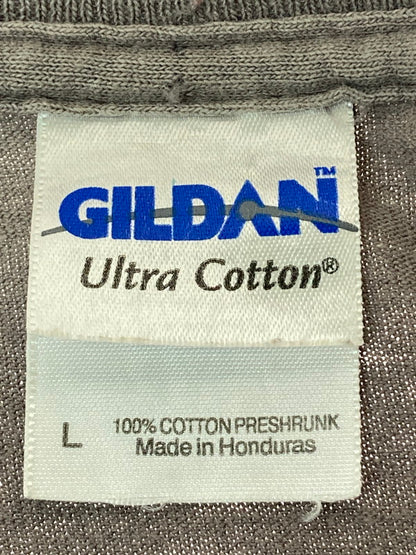 GILDAN™
Ultra Cotton®
L
100% COTTON PRESHRUNK
Made in Honduras